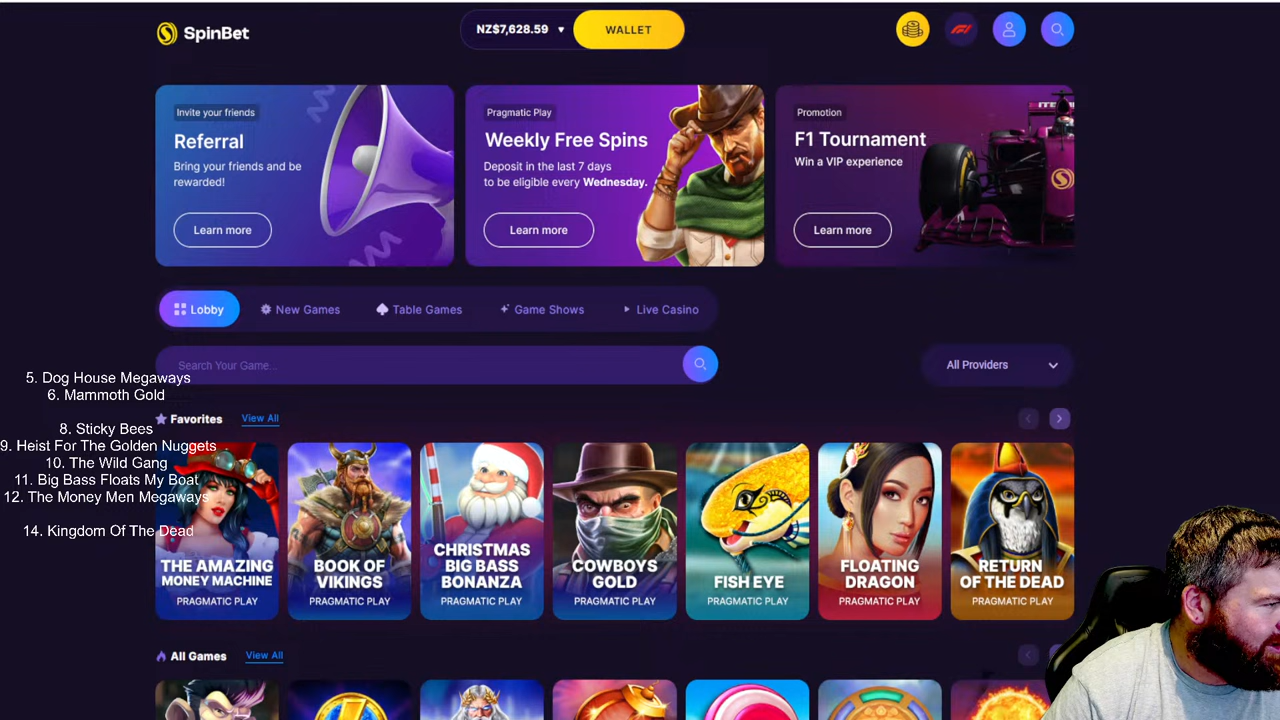 SpinBet
NZ$7,628.59
WALLET
Invite your friends
Referral
Bring your friends and be
rewarded!
Learn more
Pragmatic Play
Weekly Free Spins
Deposit in the last 7 days
to be eligible every Wednesday.
Learn more
Promotion
F1 Tournament
Win a VIP experience
Learn more
Lobby
New Games
Table Games
Game Shows
Live Casino
Search Your Game...
All Providers
5. Dog House Megaways
6. Mammoth Gold
8. Sticky Bees
9. Heist For The Golden Nuggets
10. The Wild Gang
11. Big Bass Floats My Boat
12. The Money Men Megaways
14. Kingdom Of The Dead
Favorites
View All
THE AMAZING
MONEY MACHINE
PRAGMATIC PLAY
BOOK OF
VIKINGS
PRAGMATIC PLAY
CHRISTMAS
BIG BASS
BONANZA
PRAGMATIC PLAY
COWBOYS
GOLD
PRAGMATIC PLAY
FISH EYE
PRAGMATIC PLAY
FLOATING
DRAGON
PRAGMATIC PLAY
RETURN
OF THE DEAD
PRAGMATIC PLAY
All Games
View All